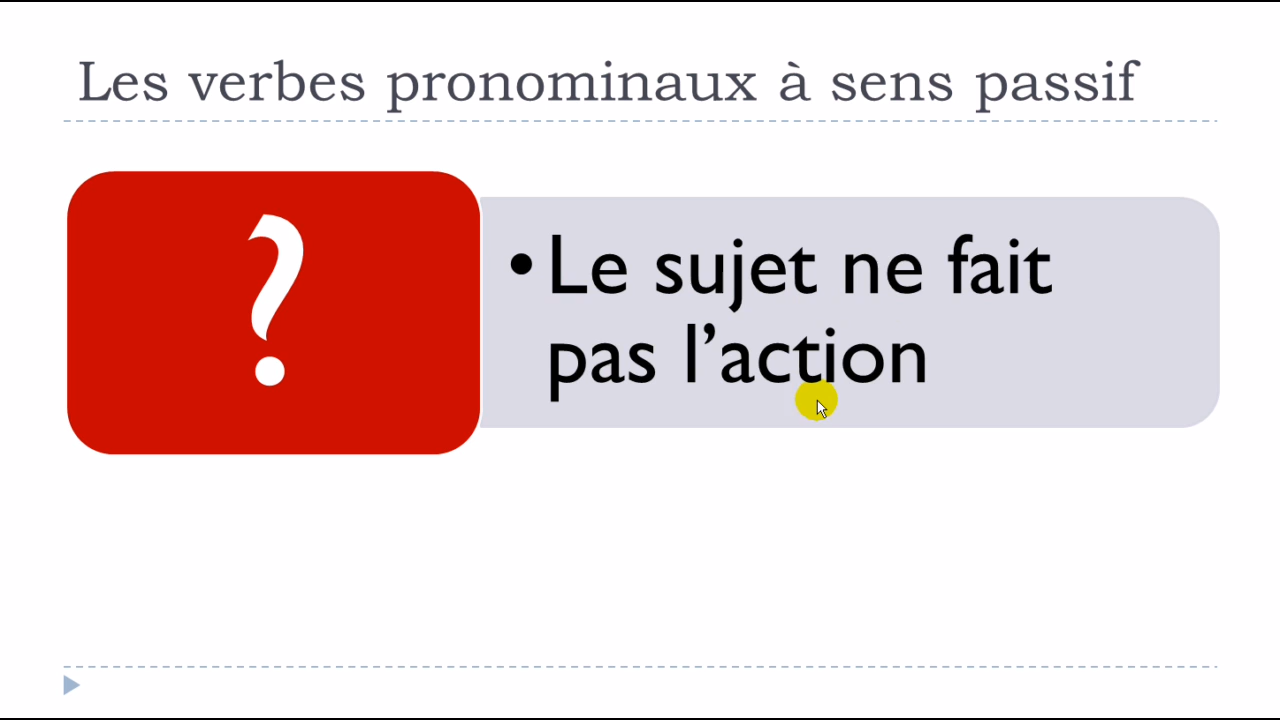 Les verbes pronominaux à sens passif
?
•Le sujet ne fait
pas l’action